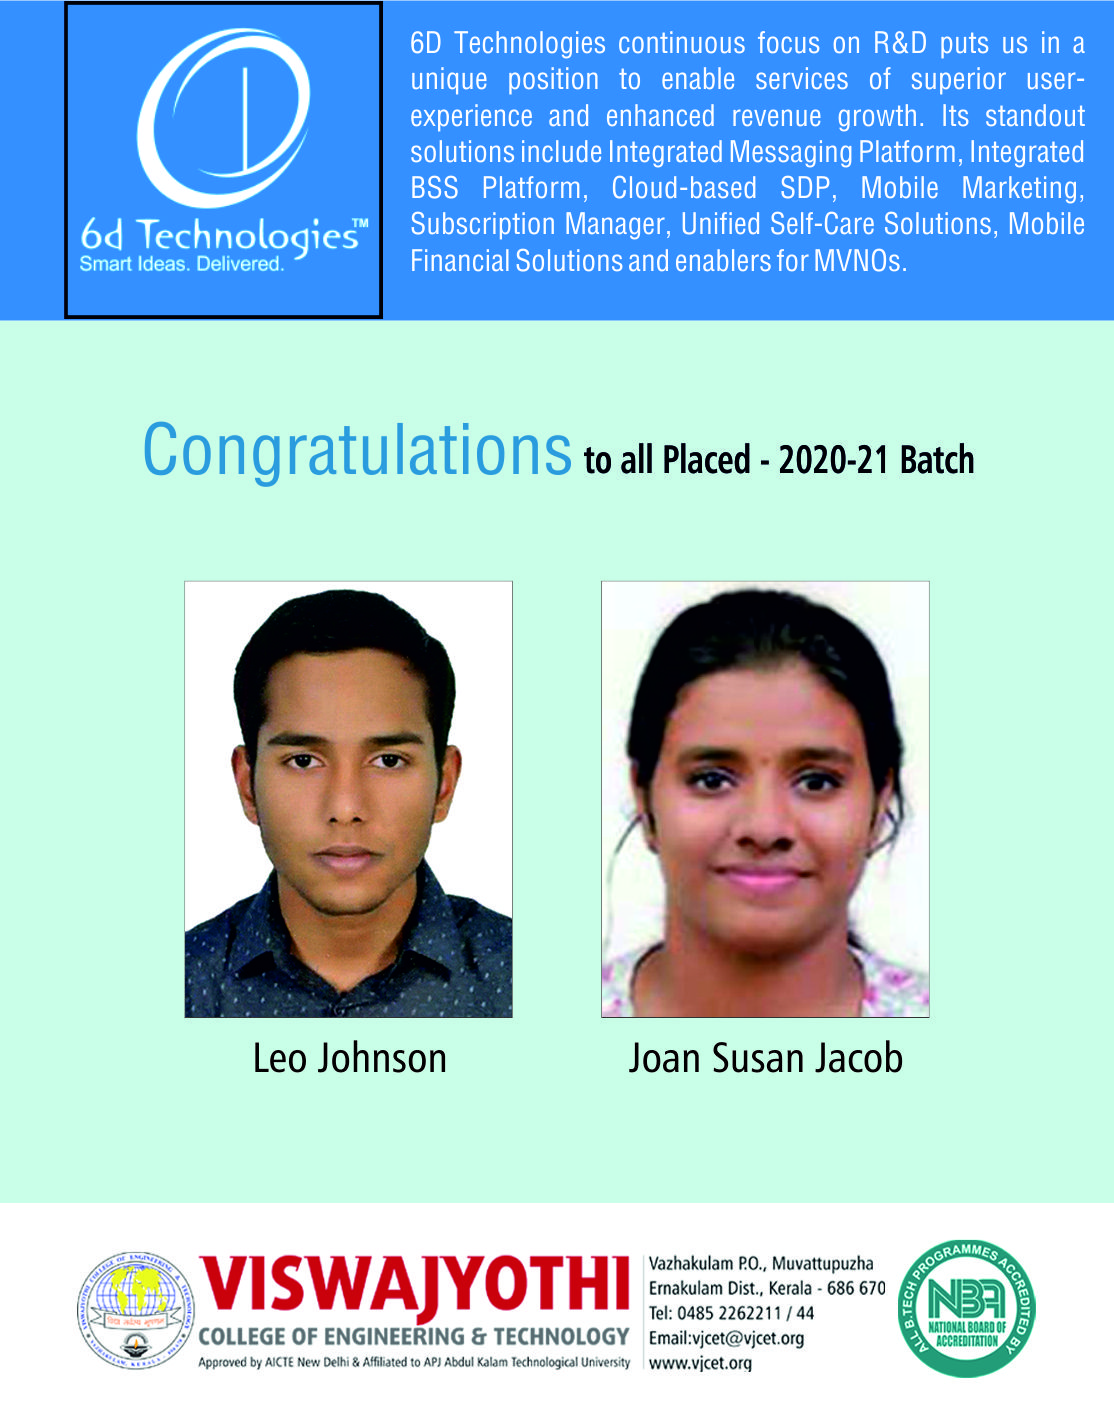 6d Technologies™
Smart Ideas. Delivered.
6D Technologies continuous focus on R&D puts us in a
unique position to enable services of superior user-
experience and enhanced revenue growth. Its standout
solutions include Integrated Messaging Platform, Integrated
BSS Platform, Cloud-based SDP, Mobile Marketing,
Subscription Manager, Unified Self-Care Solutions, Mobile
Financial Solutions and enablers for MVNOs.
Congratulations to all Placed - 2020-21 Batch
Leo Johnson
Joan Susan Jacob
VISWAJYOTHI
COLLEGE OF ENGINEERING & TECHNOLOGY
Approved by AICTE New Delhi & Affiliated to APJ Abdul Kalam Technological University
Vazhakulam P.O., Muvattupuzha
Ernakulam Dist., Kerala - 686 670
Tel: 0485 2262211 / 44
Email:vjcet@vjcet.org
www.vjcet.org
ALL B.TECH PROGRAMMES ACCREDITED BY
NBA
NATIONAL BOARD OF
ACCREDITATION